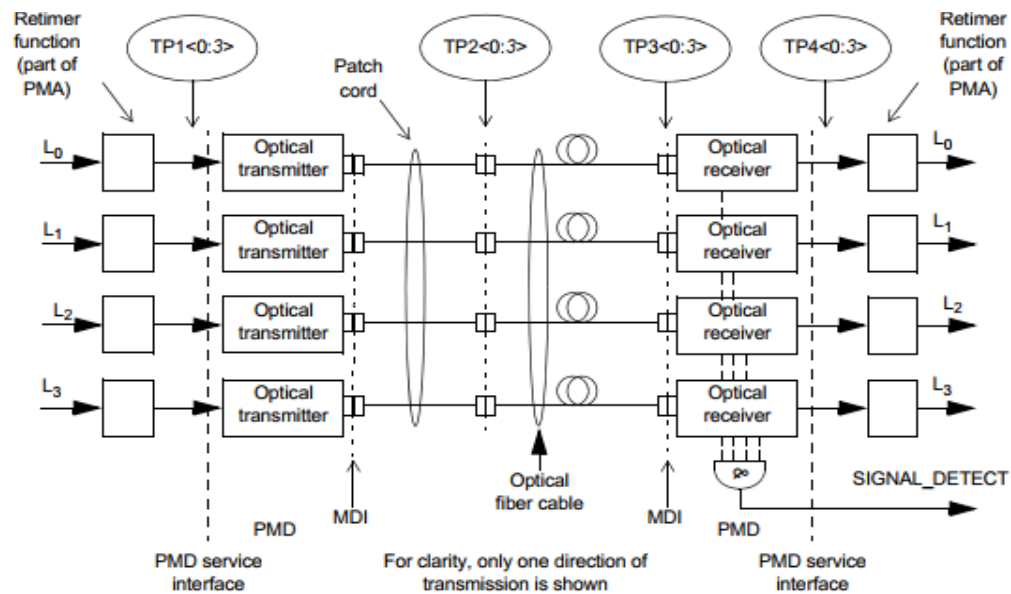 Retimer
function
(part of
PMA)
TP1<0:3>
Patch
cord
TP2<0:3>
TP3<0:3>
TP4<0:3>
Retimer
function
(part of
PMA)
L0
Optical
transmitter
Optical
receiver
L0
L1
Optical
transmitter
Optical
receiver
L1
L2
Optical
transmitter
Optical
receiver
L2
L3
Optical
transmitter
Optical
receiver
L3
&
SIGNAL_DETECT
Optical
fiber cable
PMD
MDI
MDI
PMD
PMD service
interface
For clarity, only one direction of
transmission is shown
PMD service
interface